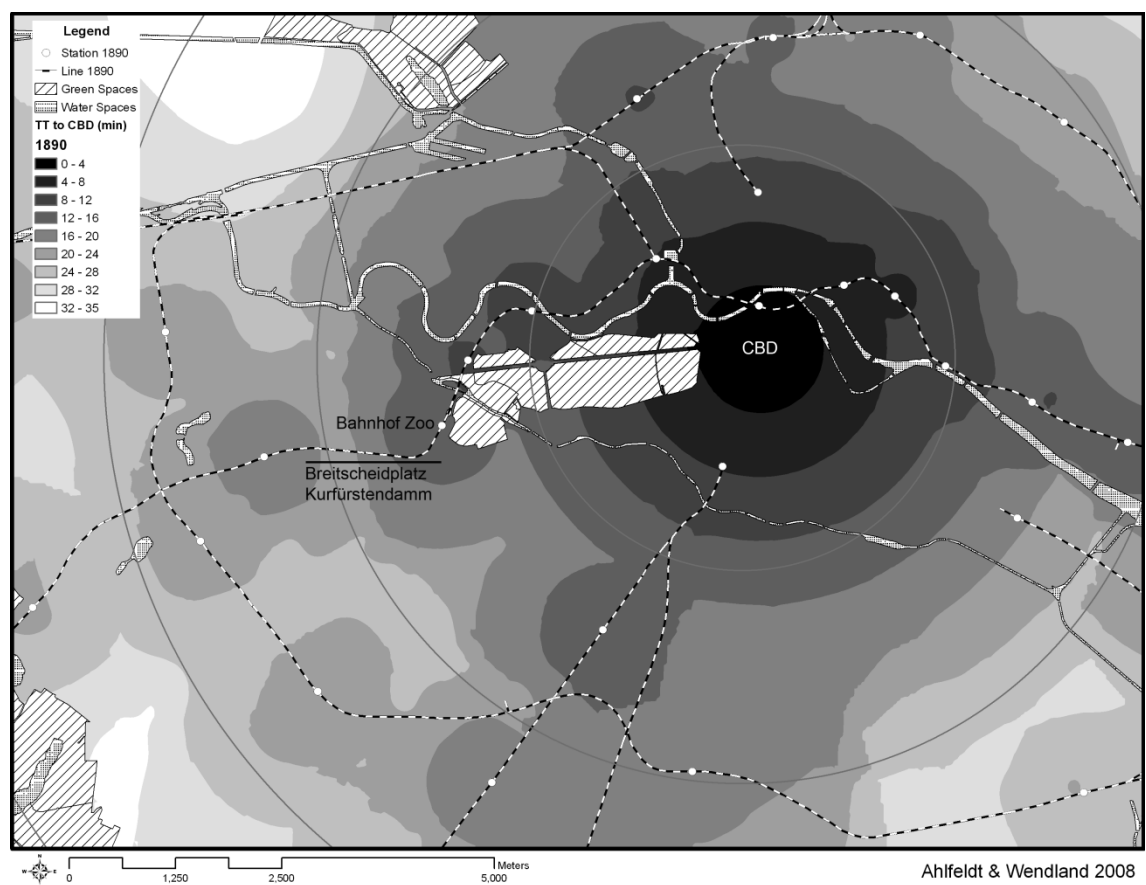 Legend
Station 1890
Line 1890
Green Spaces
Water Spaces
TT to CBD (min)
1890
0 - 4
4 - 8
8 - 12
12 - 16
16 - 20
20 - 24
24 - 28
28 - 32
32 - 35
CBD
Bahnhof Zoo
Breitscheidplatz
Kurfürstendamm
N
W E
S
Meters
0 1,250 2,500 5,000
Ahlfeldt & Wendland 2008